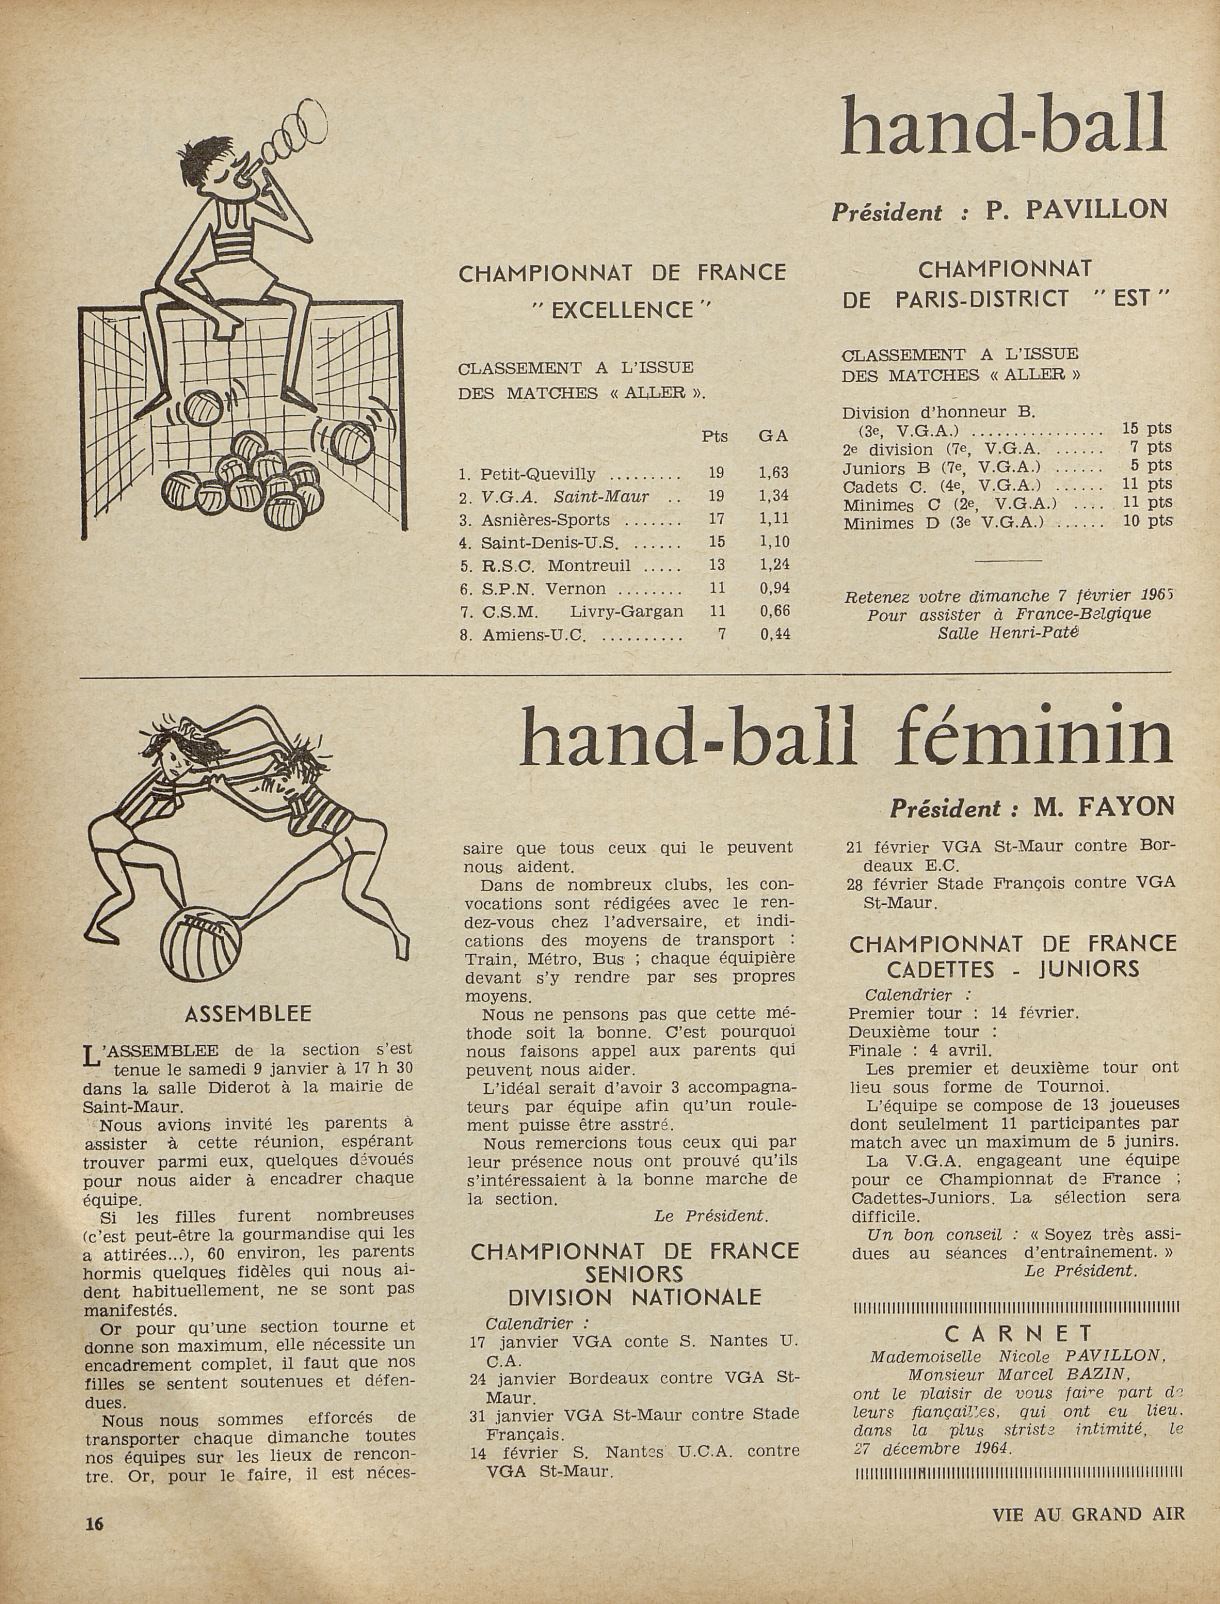 hand-ball
Président : P. PAVILLON
CHAMPIONNAT DE FRANCE
" EXCELLENCE "
CLASSEMENT A L'ISSUE
DES MATCHES « ALLER ».
Pts GA
1. Petit-Quevilly ......... 19 1,63
2. V.G.A. Saint-Maur .. 19 1,34
3. Asnières-Sports ....... 17 1,11
4. Saint-Denis-U.S. ...... 15 1,10
5. R.S.C. Montreuil ..... 13 1,24
6. S.P.N. Vernon ........ 11 0,94
7. C.S.M. Livry-Gargan 11 0,66
8. Amiens-U.C. .......... 7 0,44
CHAMPIONNAT
DE PARIS-DISTRICT " EST "
CLASSEMENT A L'ISSUE
DES MATCHES « ALLER »
Division d'honneur B.
(3e, V.G.A.) ................ 15 pts
2e division (7e, V.G.A. ...... 7 pts
Juniors B (7e, V.G.A.) ...... 5 pts
Cadets C. (4e, V.G.A.) ...... 11 pts
Minimes C (2e, V.G.A.) .... 11 pts
Minimes D (3e V.G.A.) ...... 10 pts
Retenez votre dimanche 7 février 1965
Pour assister à France-Belgique
Salle Henri-Paté
hand-ball féminin
Président : M. FAYON
ASSEMBLEE
L'ASSEMBLEE de la section s'est
tenue le samedi 9 janvier à 17 h 30
dans la salle Diderot à la mairie de
Saint-Maur.
Nous avions invité les parents à
assister à cette réunion, espérant
trouver parmi eux, quelques dévoués
pour nous aider à encadrer chaque
équipe.
Si les filles furent nombreuses
(c'est peut-être la gourmandise qui les
a attirées...), 60 environ, les parents
hormis quelques fidèles qui nous ai-
dent habituellement, ne se sont pas
manifestés.
Or pour qu'une section tourne et
donne son maximum, elle nécessite un
encadrement complet, il faut que nos
filles se sentent soutenues et défen-
dues.
Nous nous sommes efforcés de
transporter chaque dimanche toutes
nos équipes sur les lieux de rencon-
tre. Or, pour le faire, il est néces-
saire que tous ceux qui le peuvent
nous aident.
Dans de nombreux clubs, les con-
vocations sont rédigées avec le ren-
dez-vous chez l'adversaire, et indi-
cations des moyens de transport :
Train, Métro, Bus ; chaque équipière
devant s'y rendre par ses propres
moyens.
Nous ne pensons pas que cette mé-
thode soit la bonne. C'est pourquoi
nous faisons appel aux parents qui
peuvent nous aider.
L'idéal serait d'avoir 3 accompagna-
teurs par équipe afin qu'un roule-
ment puisse être asstré.
Nous remercions tous ceux qui par
leur présence nous ont prouvé qu'ils
s'intéressaient à la bonne marche de
la section.
Le Président.
CHAMPIONNAT DE FRANCE
SENIORS
DIVISION NATIONALE
Calendrier :
17 janvier VGA conte S. Nantes U.
C.A.
24 janvier Bordeaux contre VGA St-
Maur.
31 janvier VGA St-Maur contre Stade
Français.
14 février S. Nantes U.C.A. contre
VGA St-Maur.
21 février VGA St-Maur contre Bor-
deaux E.C.
28 février Stade François contre VGA
St-Maur.
CHAMPIONNAT DE FRANCE
CADETTES - JUNIORS
Calendrier :
Premier tour : 14 février.
Deuxième tour :
Finale : 4 avril.
Les premier et deuxième tour ont
lieu sous forme de Tournoi.
L'équipe se compose de 13 joueuses
dont seulelment 11 participantes par
match avec un maximum de 5 junirs.
La V.G.A. engageant une équipe
pour ce Championnat de France ;
Cadettes-Juniors. La sélection sera
difficile.
Un bon conseil : « Soyez très assi-
dues au séances d'entraînement. »
Le Président.
CARNET
Mademoiselle Nicole PAVILLON,
Monsieur Marcel BAZIN,
ont le plaisir de vous faire part de
leurs fiançailles, qui ont eu lieu,
dans la plus striste intimité, le
27 décembre 1964.
16
VIE AU GRAND AIR